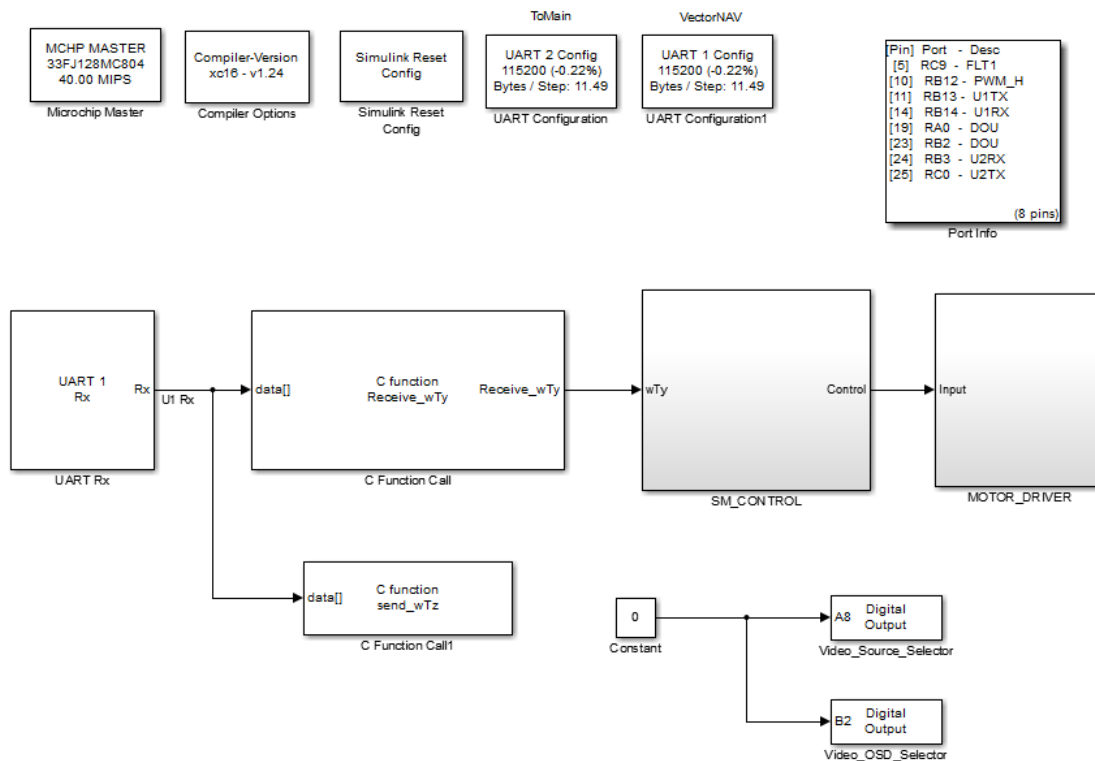 ToMain
VectorNAV
MCHP MASTER
33FJ128MC804
40.00 MIPS
Microchip Master
Compiler-Version
xc16 - v1.24
Compiler Options
Simulink Reset
Config
Simulink Reset
Config
UART 2 Config
115200 (-0.22%)
Bytes / Step: 11.49
UART Configuration
UART 1 Config
115200 (-0.22%)
Bytes / Step: 11.49
UART Configuration1
[Pin] Port - Desc
[5] RC9 - FLT1
[10] RB12 - PWM_H
[11] RB13 - U1TX
[14] RB14 - U1RX
[19] RA0 - DOU
[23] RB2 - DOU
[24] RB3 - U2RX
[25] RC0 - U2TX
(8 pins)
Port Info
UART 1
Rx
Rx
U1 Rx
UART Rx
data[]
C function
Receive_wTy
Receive_wTy
C Function Call
wTy
Control
SM_CONTROL
Input
MOTOR_DRIVER
data[]
C function
send_wTz
C Function Call1
0
Constant
A8
Digital
Output
Video_Source_Selector
B2
Digital
Output
Video_OSD_Selector